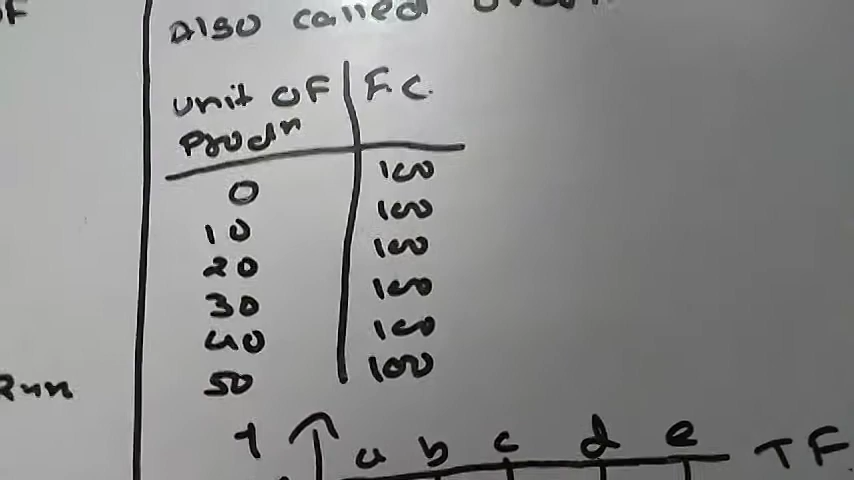 Also called
unit of | F.C.
Prodn
0 100
10 100
20 100
30 100
40 100
50 100
Y a b c d e TF